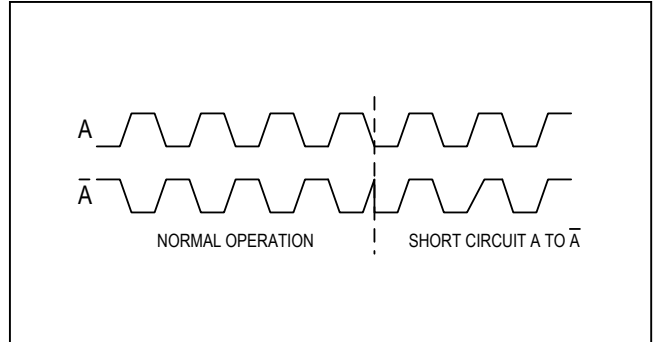 A
A̅
NORMAL OPERATION
SHORT CIRCUIT A TO A̅